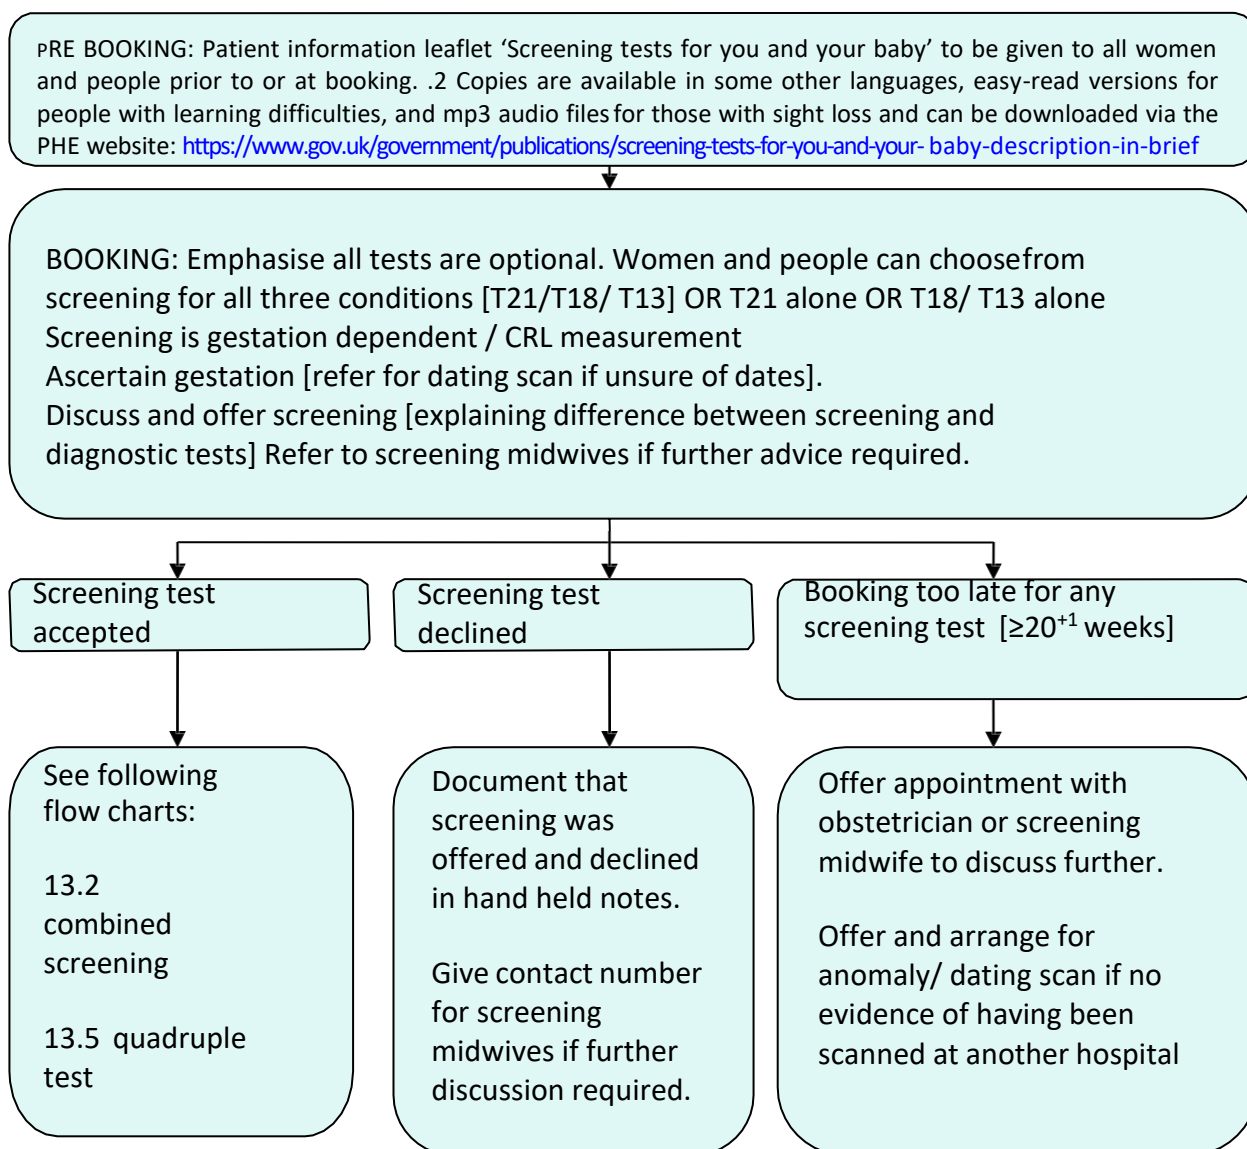 PRE BOOKING: Patient information leaflet ‘Screening tests for you and your baby’ to be given to all women
and people prior to or at booking. .2 Copies are available in some other languages, easy-read versions for
people with learning difficulties, and mp3 audio files for those with sight loss and can be downloaded via the
PHE website: https://www.gov.uk/government/publications/screening-tests-for-you-and-your- baby-description-in-brief
BOOKING: Emphasise all tests are optional. Women and people can choosefrom
screening for all three conditions [T21/T18/ T13] OR T21 alone OR T18/ T13 alone
Screening is gestation dependent / CRL measurement
Ascertain gestation [refer for dating scan if unsure of dates].
Discuss and offer screening [explaining difference between screening and
diagnostic tests] Refer to screening midwives if further advice required.
Screening test
accepted
Screening test
declined
Booking too late for any
screening test [≥20⁺¹ weeks]
See following
flow charts:
13.2
combined
screening
13.5 quadruple
test
Document that
screening was
offered and declined
in hand held notes.
Give contact number
for screening
midwives if further
discussion required.
Offer appointment with
obstetrician or screening
midwife to discuss further.
Offer and arrange for
anomaly/ dating scan if no
evidence of having been
scanned at another hospital